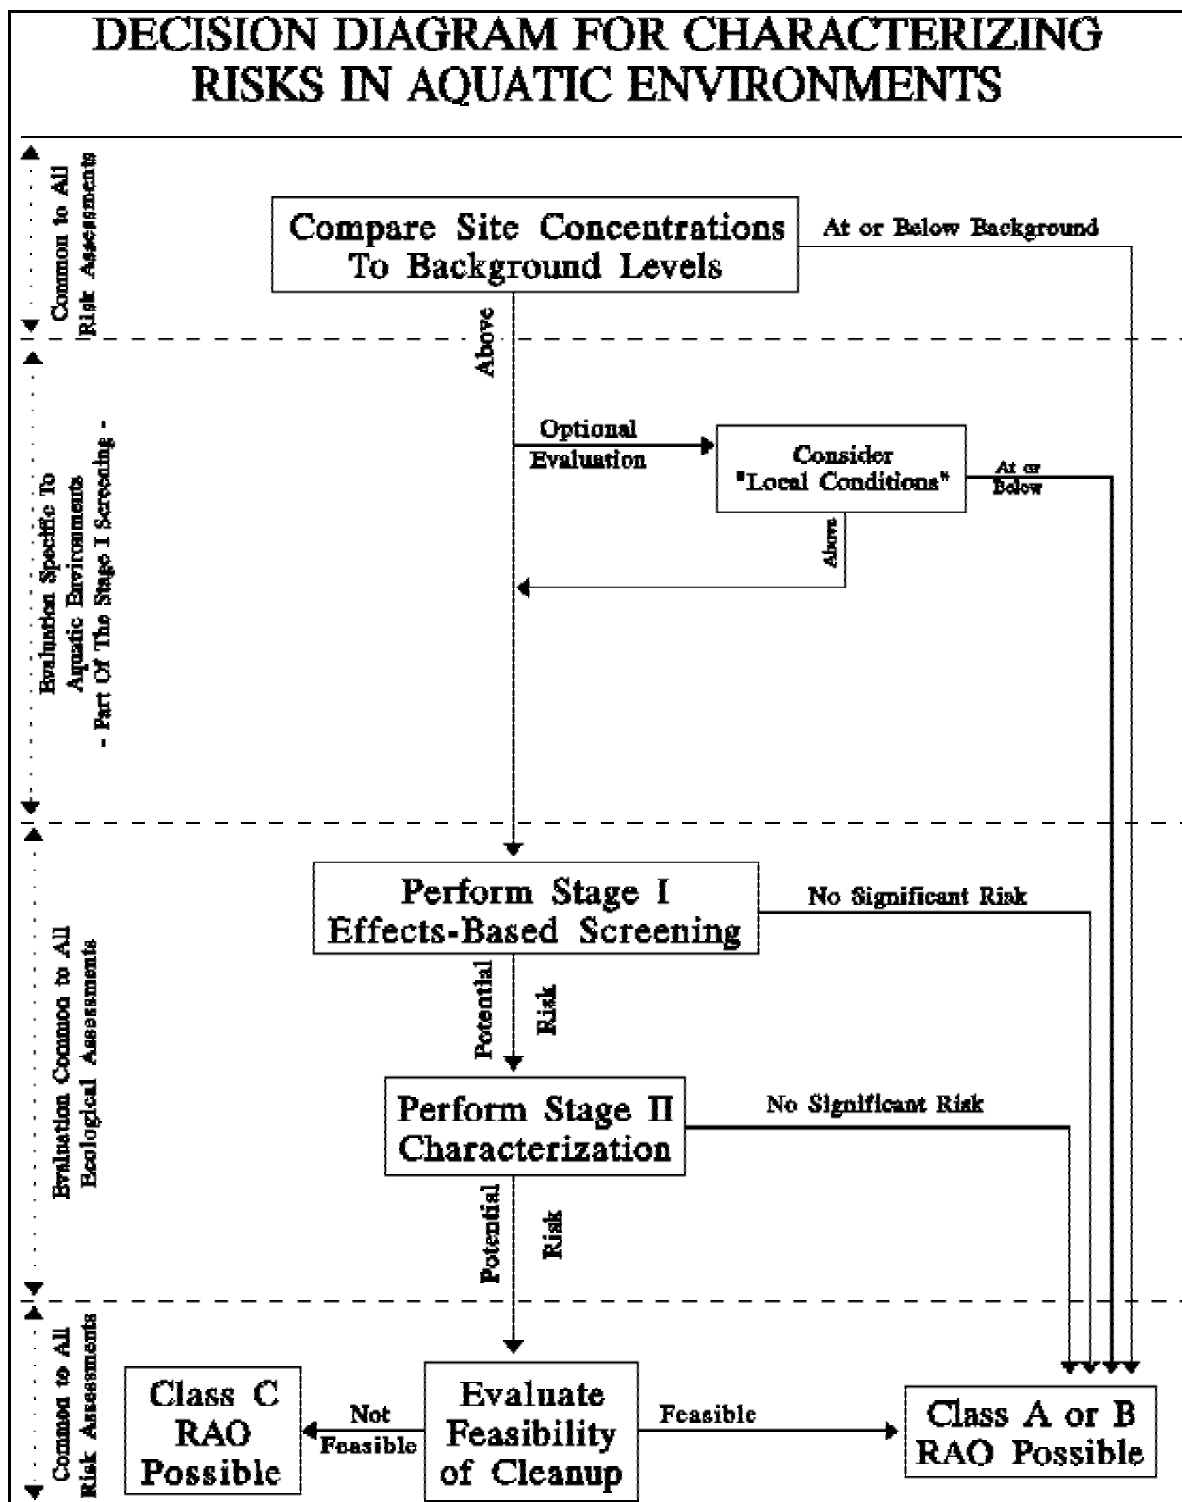 DECISION DIAGRAM FOR CHARACTERIZING
RISKS IN AQUATIC ENVIRONMENTS
Common to All
Risk Assessments
Compare Site Concentrations
To Background Levels
At or Below Background
Above
Evaluation Specific To
Aquatic Environments
- Part Of The Stage I Screening -
Optional
Evaluation
Consider
"Local Conditions"
At or
Below
Above
Evaluation Common to All
Ecological Assessments
Perform Stage I
Effects-Based Screening
No Significant Risk
Potential
Risk
Perform Stage II
Characterization
No Significant Risk
Potential
Risk
Common to All
Risk Assessments
Class C
RAO
Possible
Not
Feasible
Evaluate
Feasibility
of Cleanup
Feasible
Class A or B
RAO Possible